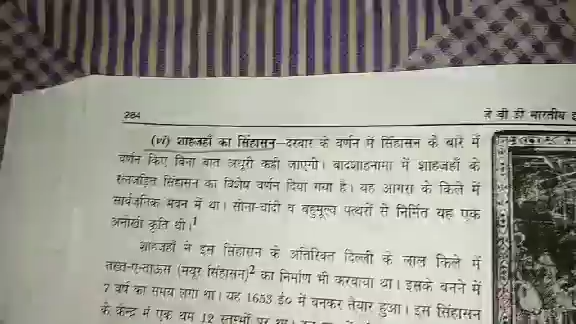 284
जे बी डी भारतीय
(vi) शाहजहाँ का सिंहासन—दरबार के वर्णन में सिंहासन के बारे में
वर्णन किए बिना बात अधूरी कही जाएगी। बादशाहनामा में शाहजहाँ के
रत्नजड़ित सिंहासन का विशेष वर्णन दिया गया है। यह आगरा के किले में
सार्वजनिक भवन में था। सोना-चांदी व बहुमूल्य पत्थरों से निर्मित यह एक
अनोखी कृति थी।1
शाहजहाँ ने इस सिंहासन के अतिरिक्त दिल्ली के लाल किले में
तख्त-ए-ताऊस (मयूर सिंहासन)2 का निर्माण भी करवाया था। इसके बनने में
7 वर्ष का समय लगा था। यह 1653 ई० में बनकर तैयार हुआ। इस सिंहासन
के केन्द्र में एक थम 12 स्तम्भों पर था।